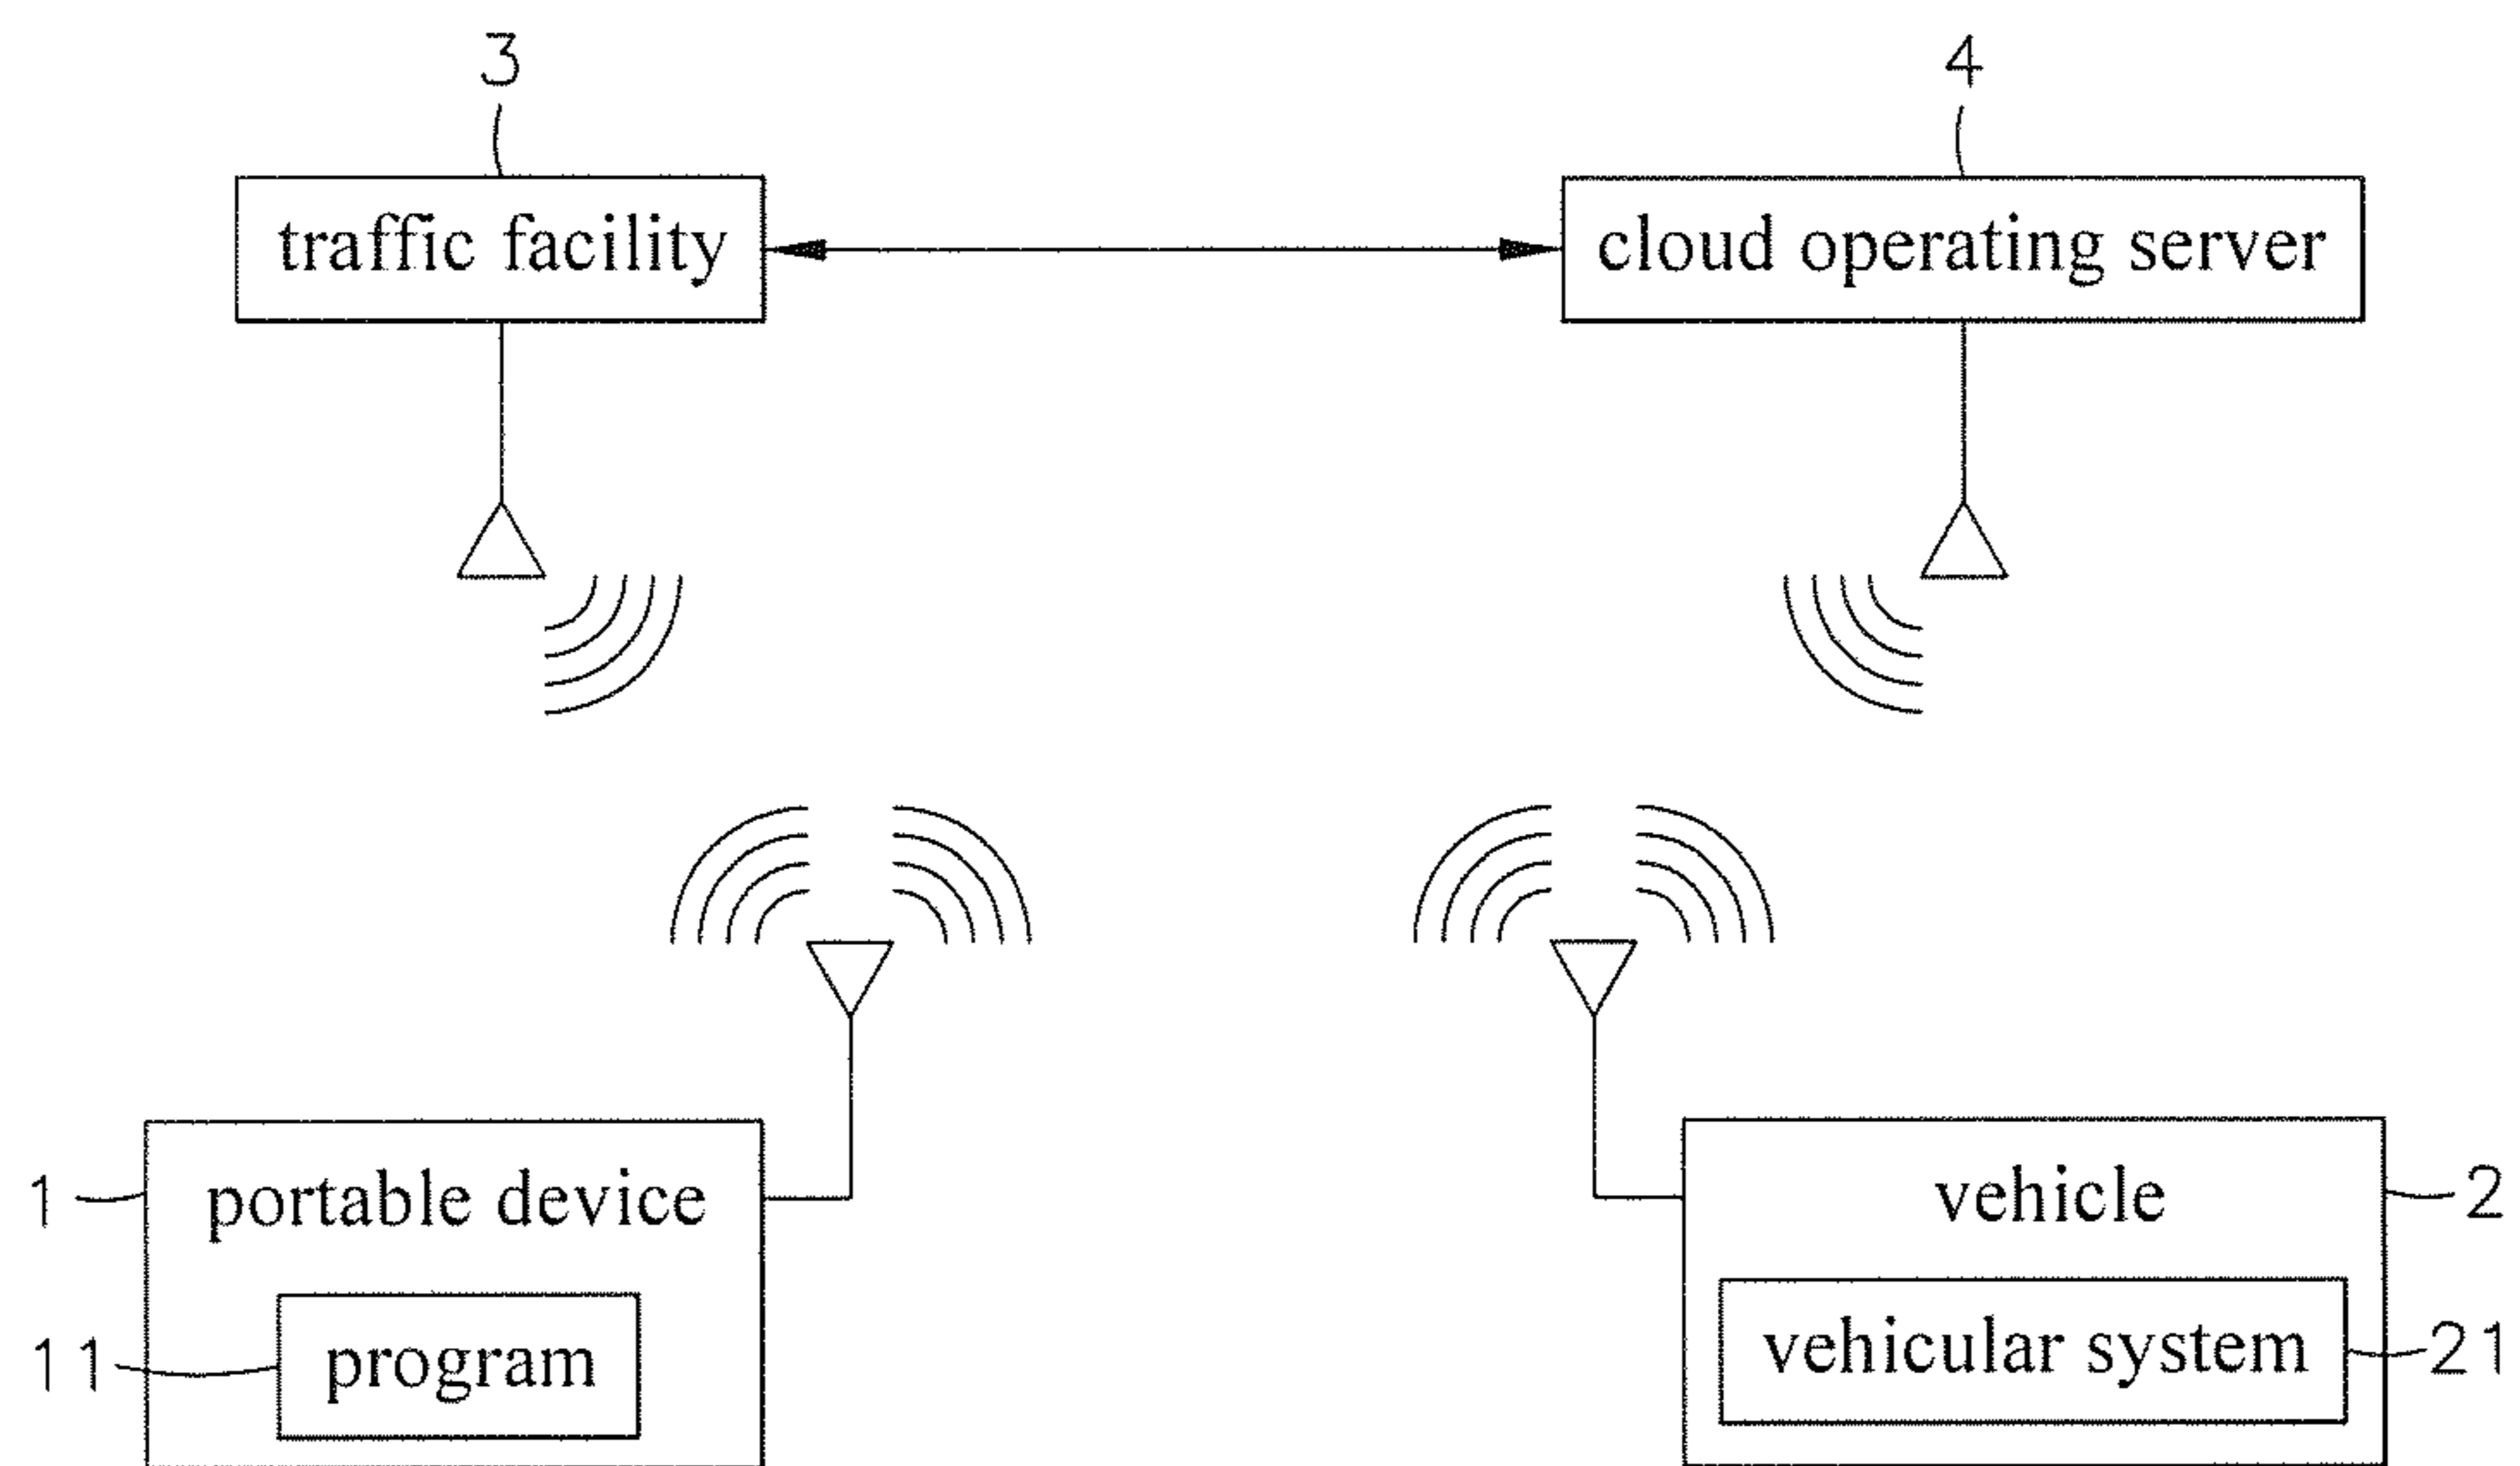 3
4
traffic facility
cloud operating server
1
portable device
vehicle
2
11
program
vehicular system
21